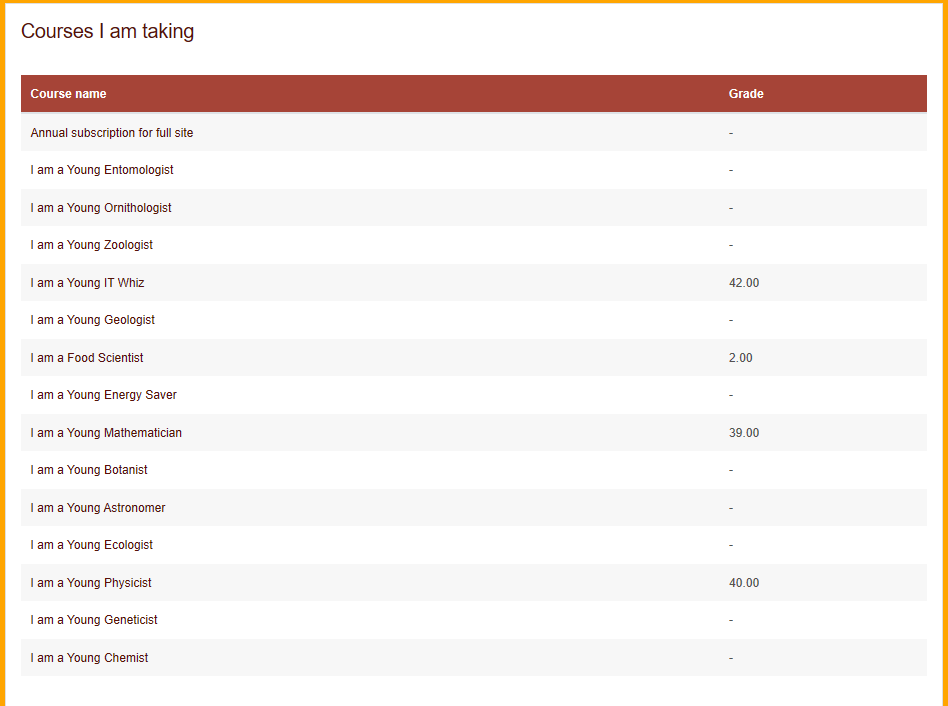 Courses I am taking
Course name Grade
Annual subscription for full site -
I am a Young Entomologist -
I am a Young Ornithologist -
I am a Young Zoologist -
I am a Young IT Whiz 42.00
I am a Young Geologist -
I am a Food Scientist 2.00
I am a Young Energy Saver -
I am a Young Mathematician 39.00
I am a Young Botanist -
I am a Young Astronomer -
I am a Young Ecologist -
I am a Young Physicist 40.00
I am a Young Geneticist -
I am a Young Chemist -